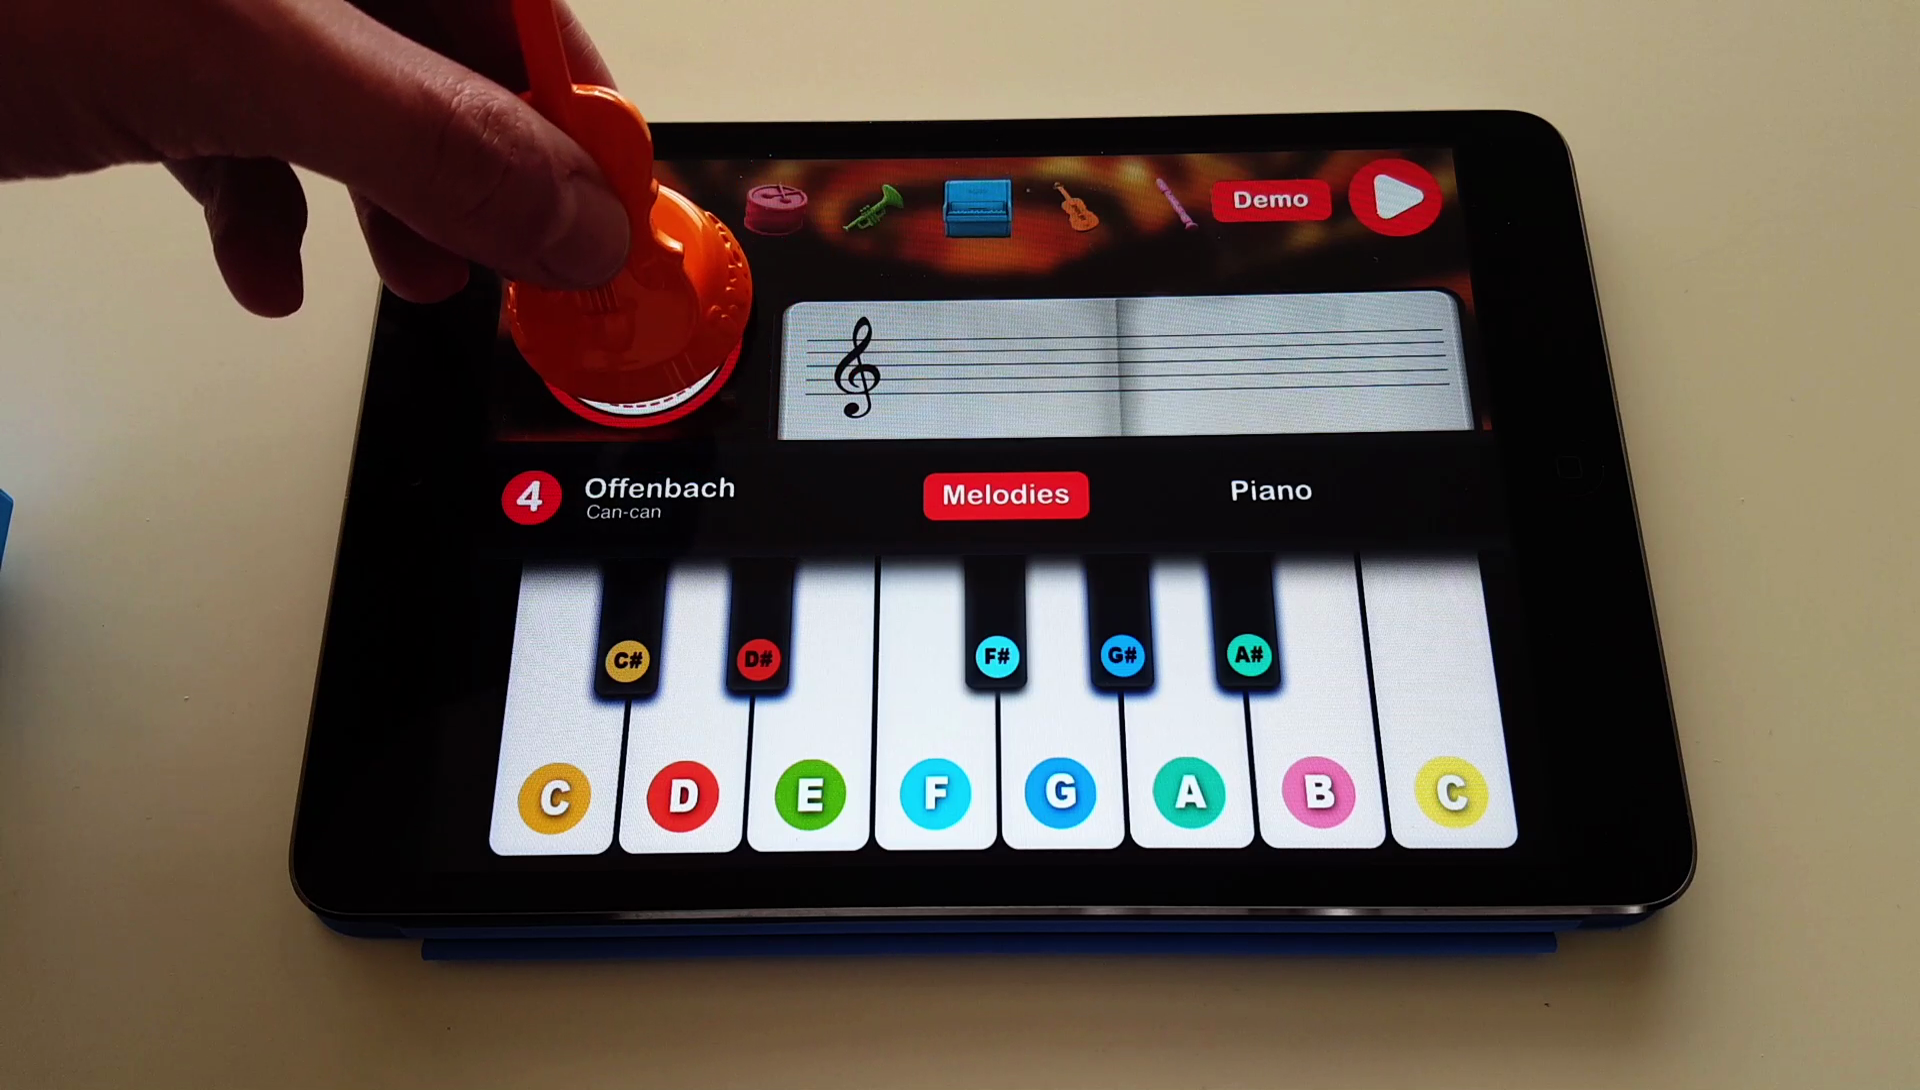 Demo
4
Offenbach
Can-can
Melodies
Piano
C# D# F# G# A#
C D E F G A B C